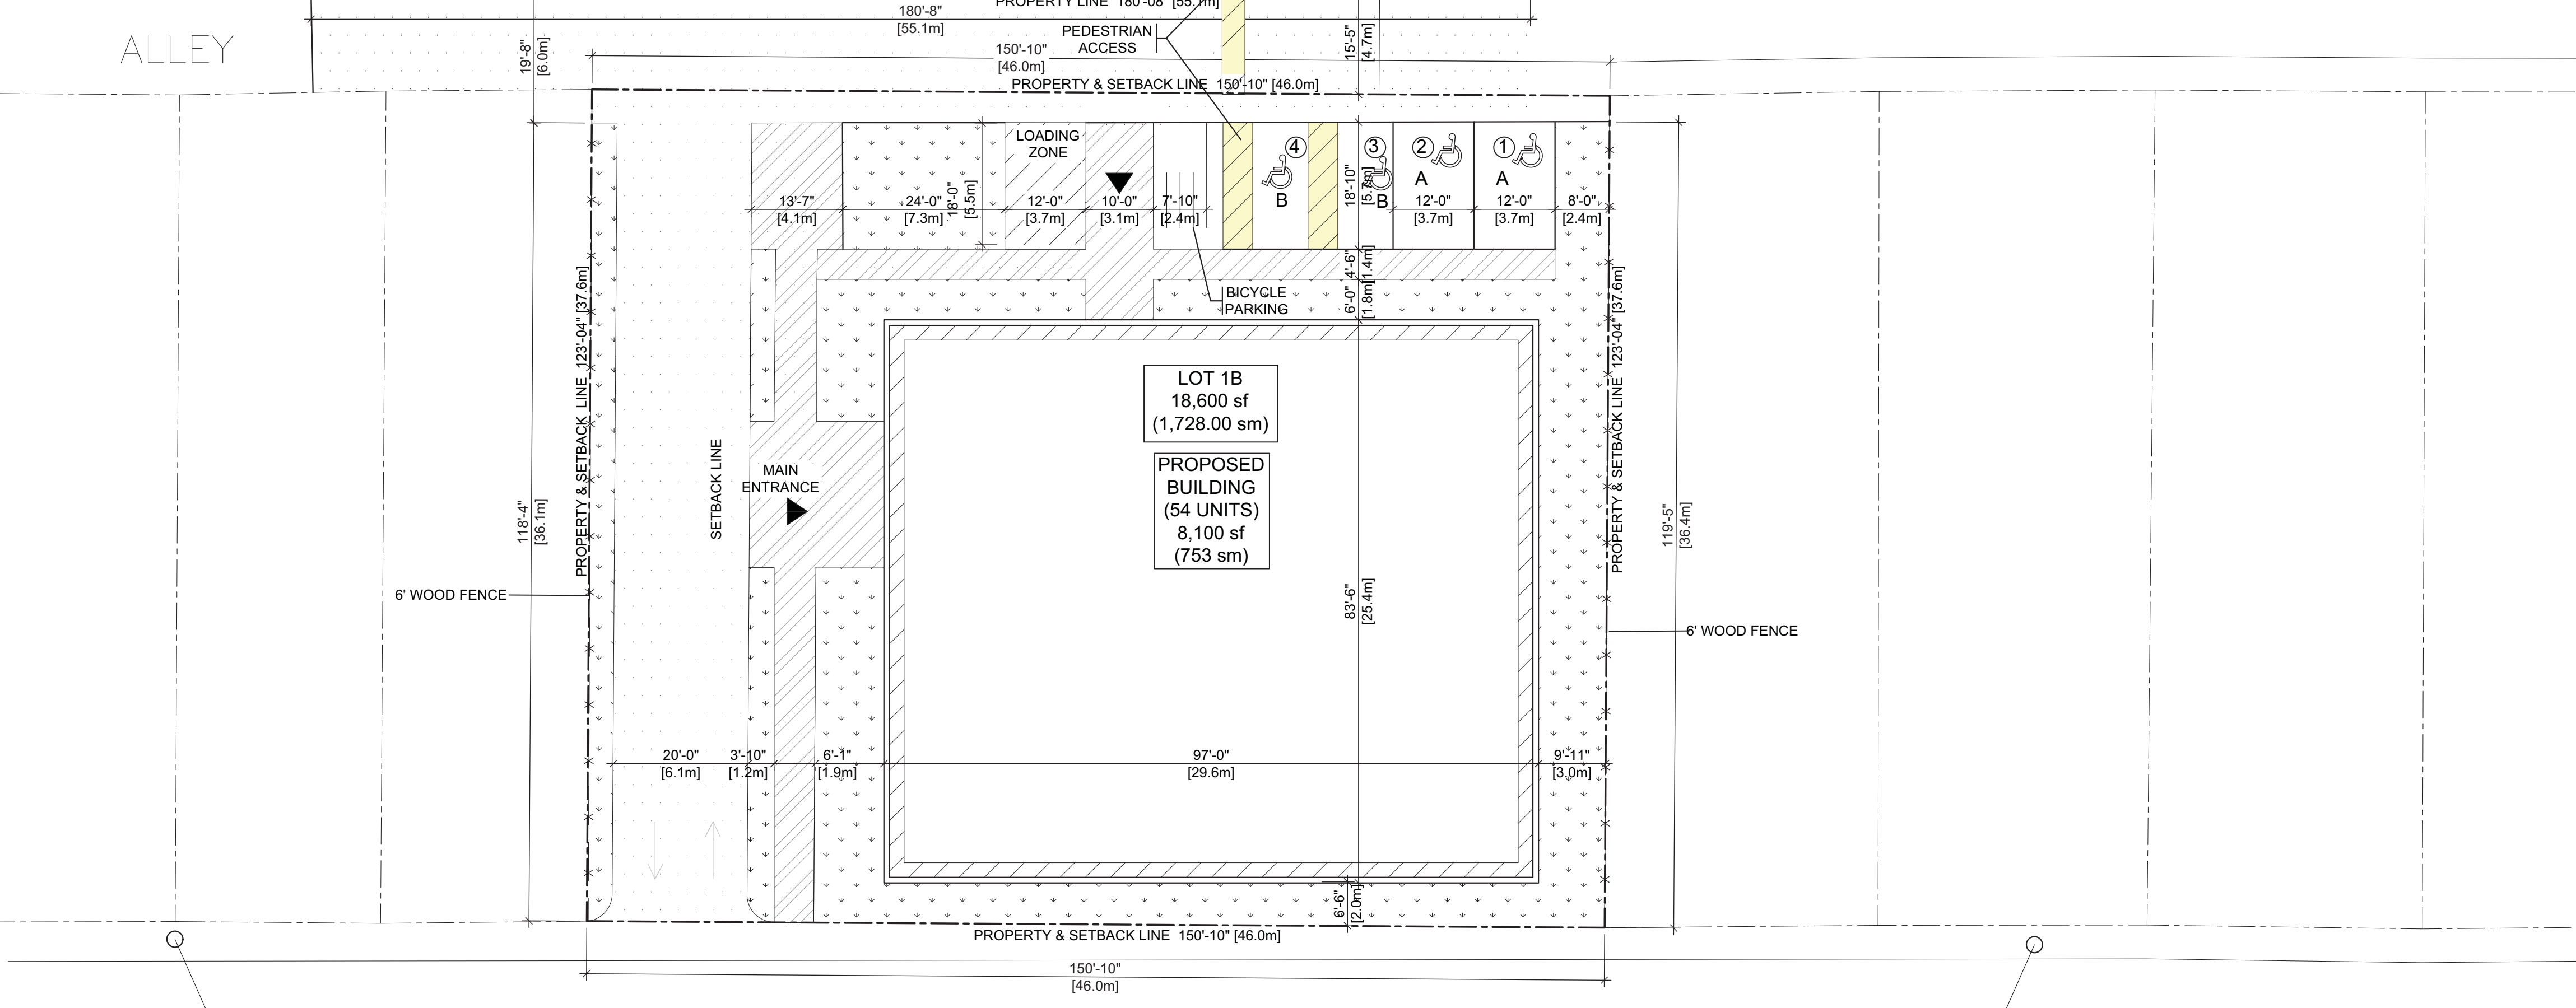 180'-8"
[55.1m]
PROPERTY LINE 180'-08" [55.1m]
ALLEY
19'-8"
[6.0m]
PEDESTRIAN
ACCESS
15'-5"
[4.7m]
150'-10"
[46.0m]
PROPERTY & SETBACK LINE 150'-10" [46.0m]
LOADING
ZONE
4
3
2
1
A
A
B
B
18'-0"
[5.5m]
18'-10"
[5.7m]
13'-7"
[4.1m]
24'-0"
[7.3m]
12'-0"
[3.7m]
10'-0"
[3.1m]
7'-10"
[2.4m]
12'-0"
[3.7m]
12'-0"
[3.7m]
8'-0"
[2.4m]
4'-6"
[1.4m]
6'-0"
[1.8m]
BICYCLE
PARKING
PROPERTY & SETBACK LINE 123'-04" [37.6m]
PROPERTY & SETBACK LINE 123'-04" [37.6m]
LOT 1B
18,600 sf
(1,728.00 sm)
PROPOSED
BUILDING
(54 UNITS)
8,100 sf
(753 sm)
SETBACK LINE
MAIN
ENTRANCE
118'-4"
[36.1m]
119'-5"
[36.4m]
6' WOOD FENCE
6' WOOD FENCE
83'-6"
[25.4m]
20'-0"
[6.1m]
3'-10"
[1.2m]
6'-1"
[1.9m]
97'-0"
[29.6m]
9'-11"
[3.0m]
6'-6"
[2.0m]
PROPERTY & SETBACK LINE 150'-10" [46.0m]
150'-10"
[46.0m]